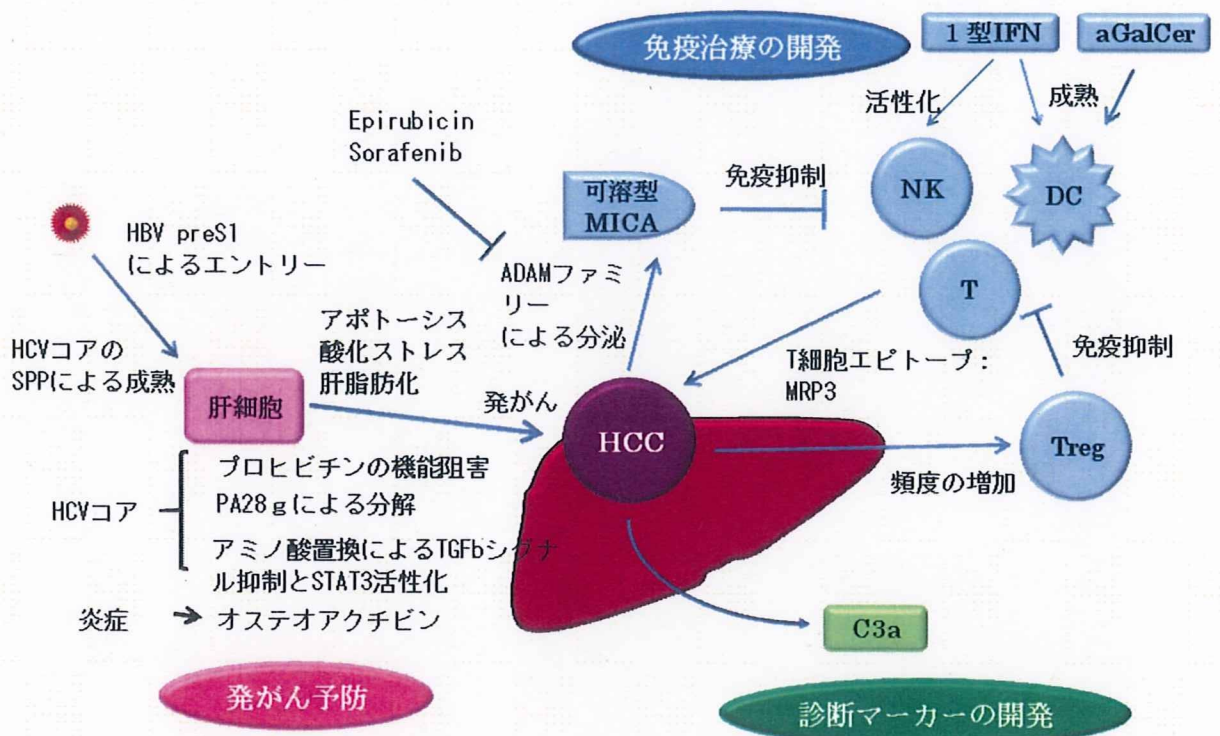 免疫治療の開発
1型IFN
aGalCer
活性化
成熟
Epirubicin
Sorafenib
可溶型
MICA
免疫抑制
NK
DC
HBV preS1
によるエントリー
ADAMファミ
リー
による分泌
T
アポトーシス
酸化ストレス
肝脂肪化
HCVコアの
SPPによる成熟
T細胞エピトープ：
MRP3
免疫抑制
肝細胞
発がん
HCC
Treg
頻度の増加
HCVコア
プロヒビチンの機能阻害
PA28gによる分解
アミノ酸置換によるTGFbシグナ
ル抑制とSTAT3活性化
炎症
オステオアクチビン
C3a
発がん予防
診断マーカーの開発